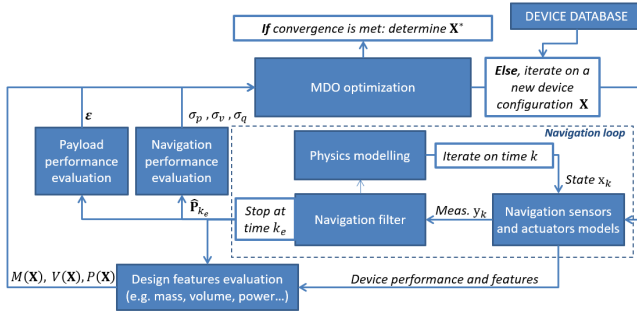 DEVICE DATABASE
If convergence is met: determine X*
MDO optimization
Else, iterate on a
new device
configuration X
ε
σp , σv , σq
Payload
performance
evaluation
Navigation
performance
evaluation
Navigation loop
Physics modelling
Iterate on time k
State xk
P̂ke
Stop at
time ke
Navigation filter
Meas. yk
Navigation sensors
and actuators models
M(X), V(X), P(X)
Design features evaluation
(e.g. mass, volume, power…)
Device performance and features